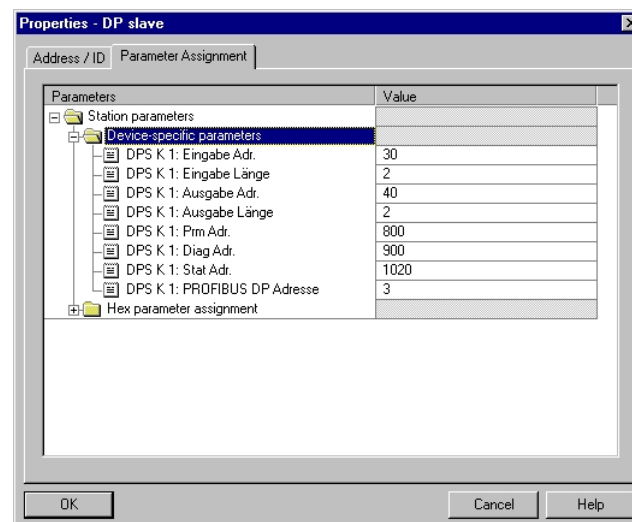 Properties - DP slave
Address / ID Parameter Assignment
Parameters Value
Station parameters
Device-specific parameters
DPS K 1: Eingabe Adr. 30
DPS K 1: Eingabe Länge 2
DPS K 1: Ausgabe Adr. 40
DPS K 1: Ausgabe Länge 2
DPS K 1: Prm Adr. 800
DPS K 1: Diag Adr. 900
DPS K 1: Stat Adr. 1020
DPS K 1: PROFIBUS DP Adresse 3
Hex parameter assignment
OK Cancel Help